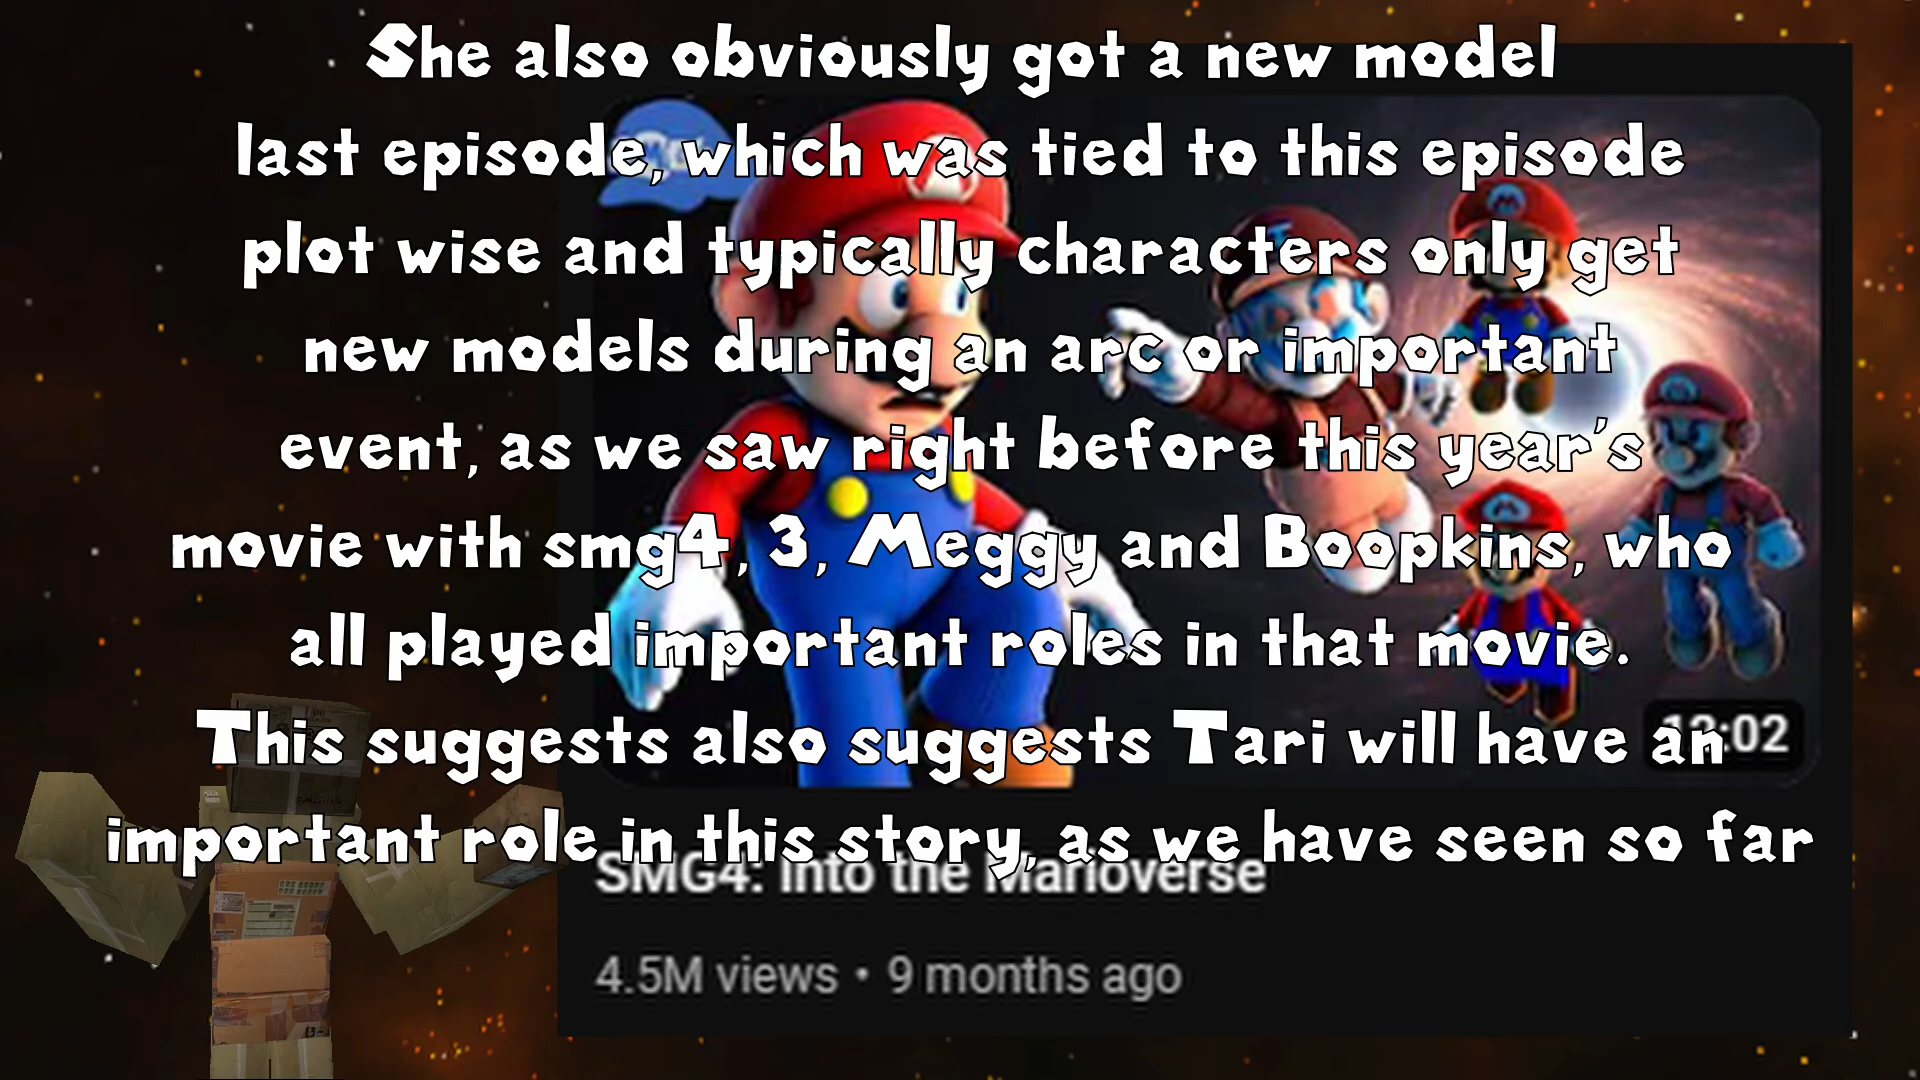 She also obviously got a new model
last episode, which was tied to this episode
plot wise and typically characters only get
new models during an arc or important
event, as we saw right before this year's
movie with smg4, 3, Meggy and Boopkins, who
all played important roles in that movie.
This suggests also suggests Tari will have an
important role in this story, as we have seen so far
SMG4: Into the Marioverse
4.5M views • 9 months ago